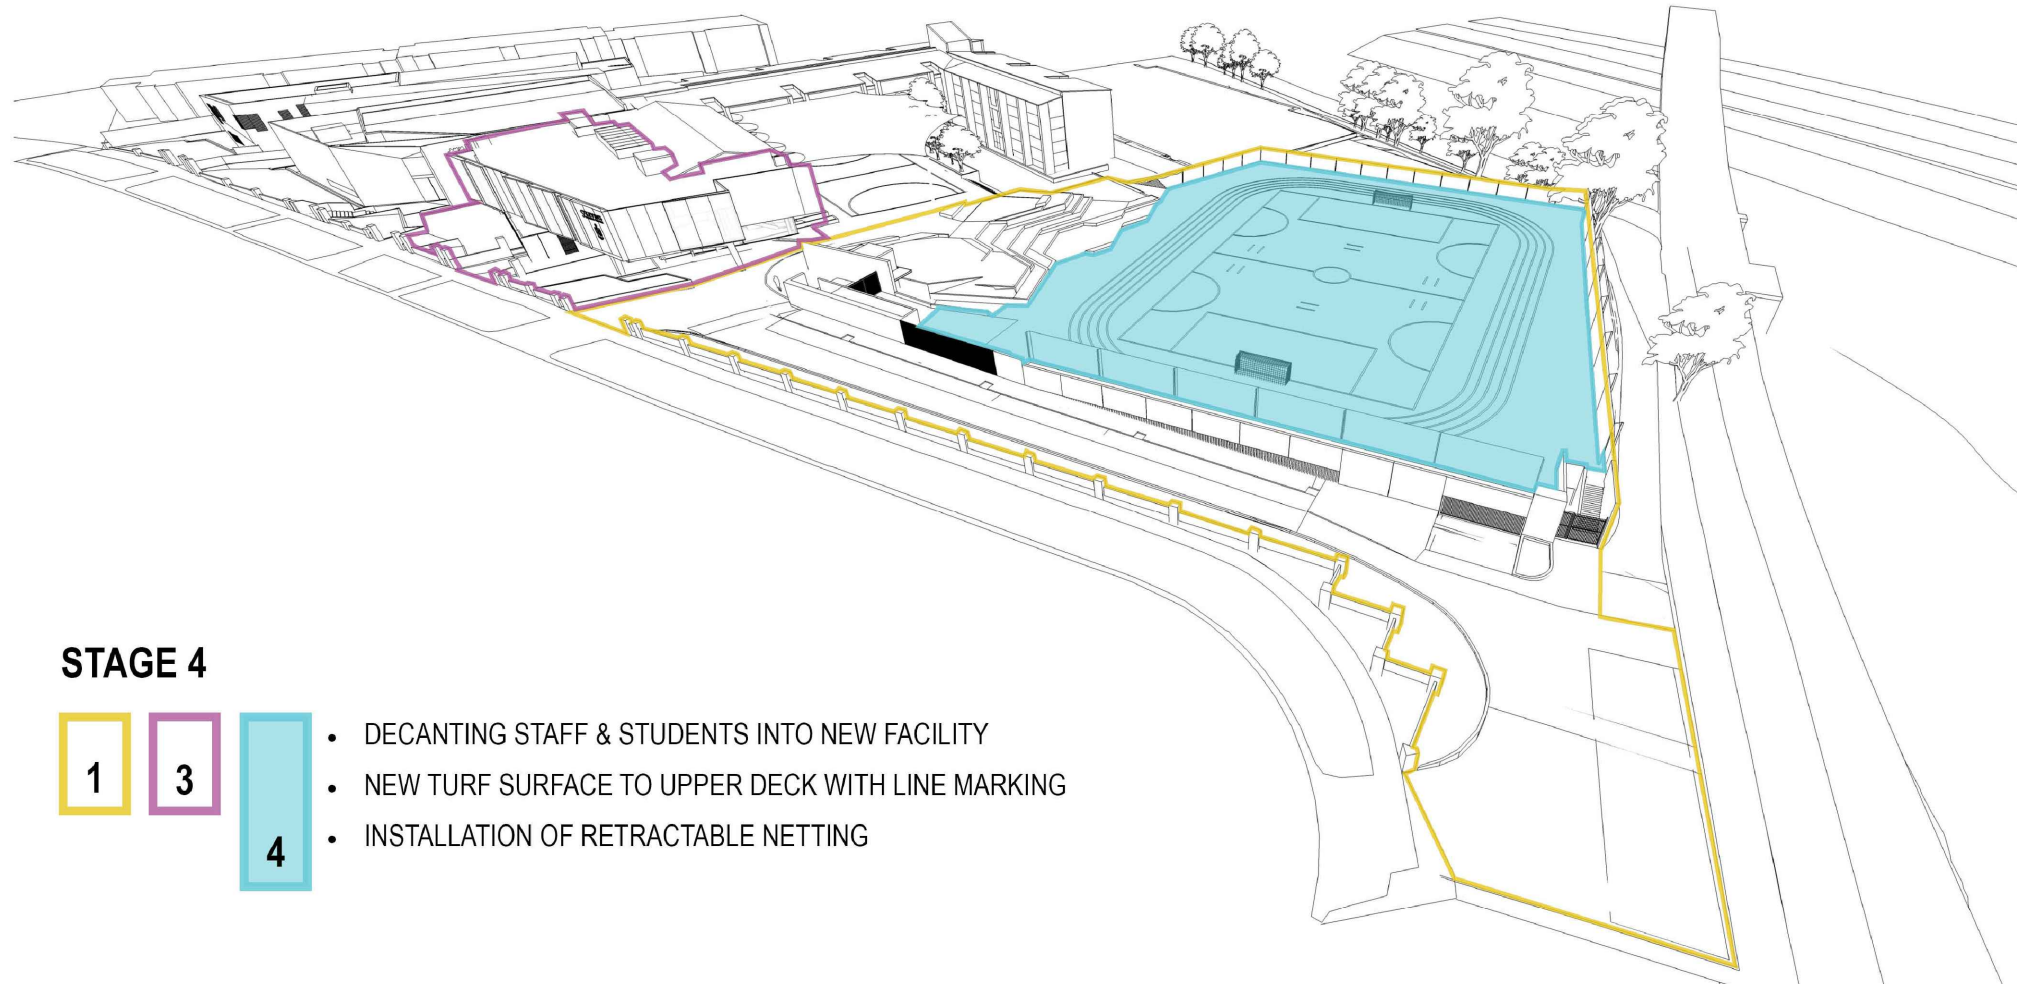 STAGE 4
1
3
4
• DECANTING STAFF & STUDENTS INTO NEW FACILITY
• NEW TURF SURFACE TO UPPER DECK WITH LINE MARKING
• INSTALLATION OF RETRACTABLE NETTING